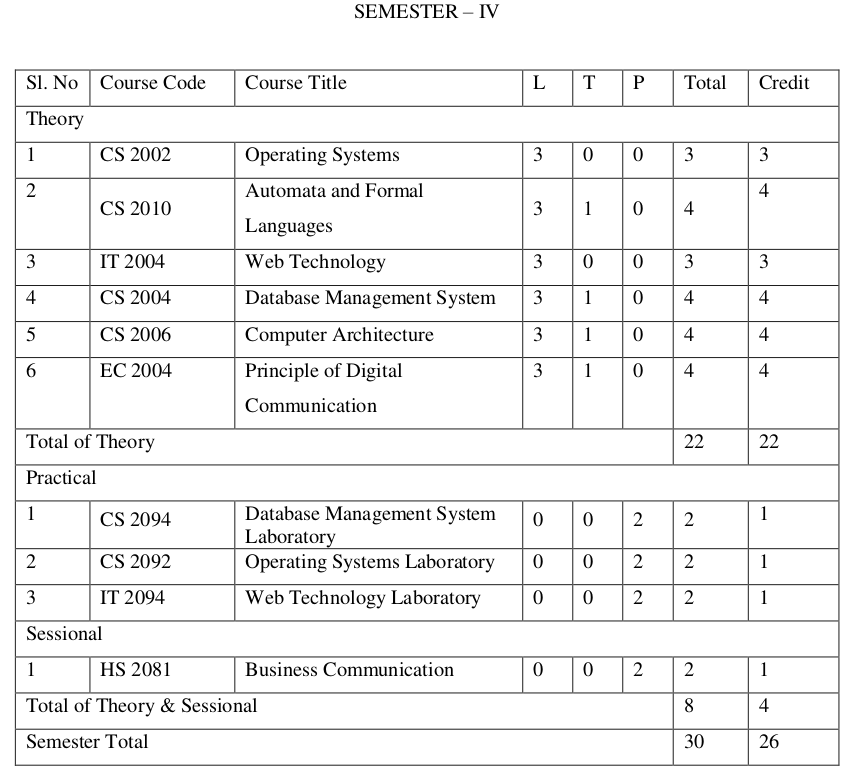 SEMESTER – IV
Sl. No Course Code Course Title L T P Total Credit
Theory
1 CS 2002 Operating Systems 3 0 0 3 3
2 CS 2010 Automata and Formal Languages 3 1 0 4 4
3 IT 2004 Web Technology 3 0 0 3 3
4 CS 2004 Database Management System 3 1 0 4 4
5 CS 2006 Computer Architecture 3 1 0 4 4
6 EC 2004 Principle of Digital Communication 3 1 0 4 4
Total of Theory 22 22
Practical
1 CS 2094 Database Management System Laboratory 0 0 2 2 1
2 CS 2092 Operating Systems Laboratory 0 0 2 2 1
3 IT 2094 Web Technology Laboratory 0 0 2 2 1
Sessional
1 HS 2081 Business Communication 0 0 2 2 1
Total of Theory & Sessional 8 4
Semester Total 30 26